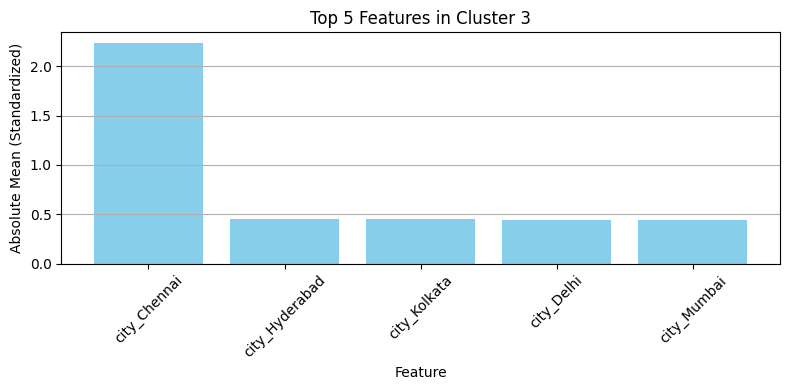 Top 5 Features in Cluster 3
Absolute Mean (Standardized)
2.0
1.5
1.0
0.5
0.0
city_Chennai
city_Hyderabad
city_Kolkata
city_Delhi
city_Mumbai
Feature